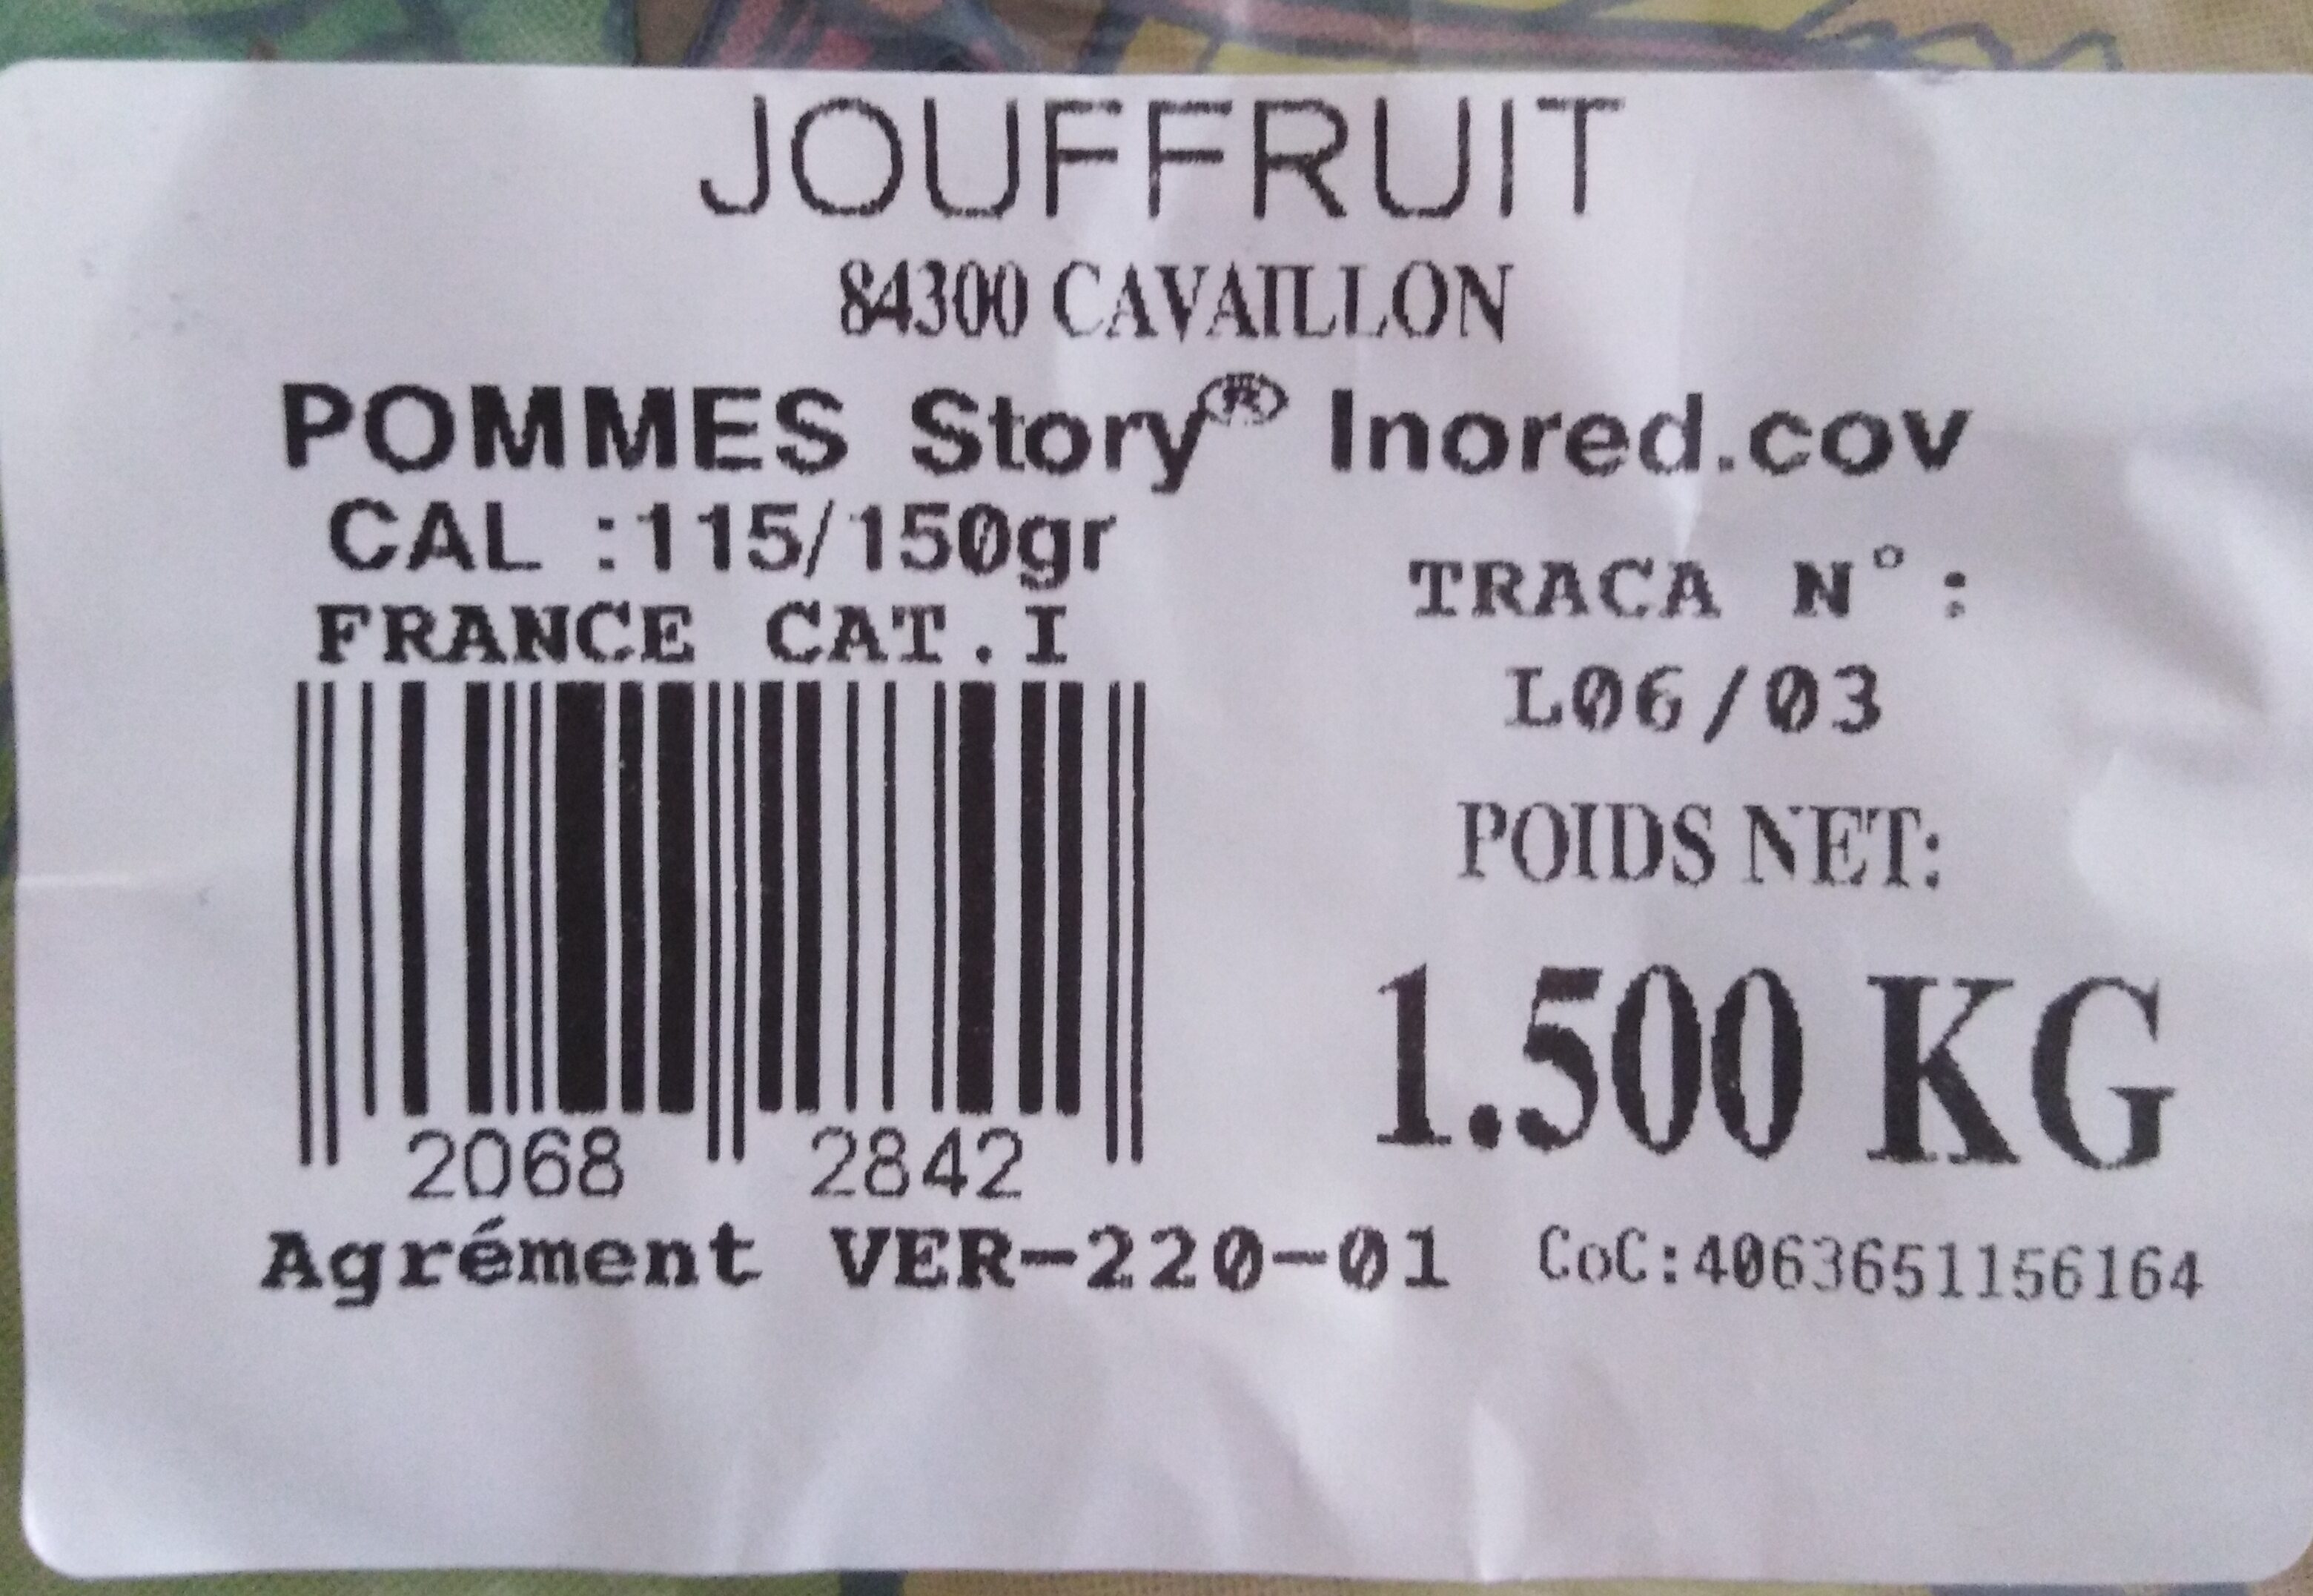 JOUFFRUIT
84300 CAVAILLON
POMMES Story® Inored.cov
CAL :115/150gr
FRANCE CAT.I
TRACA N°:
L06/03
POIDS NET:
1.500 KG
2068 2842
Agrément VER-220-01 CoC:4063651156164